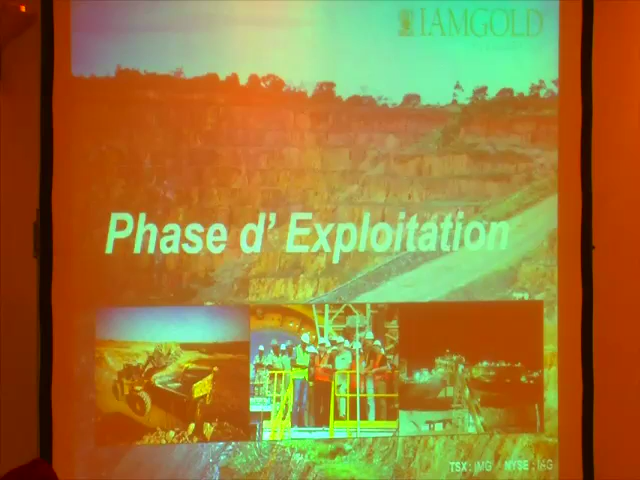 IAMGOLD
Phase d' Exploitation
TSX : IMG NYSE : IAG